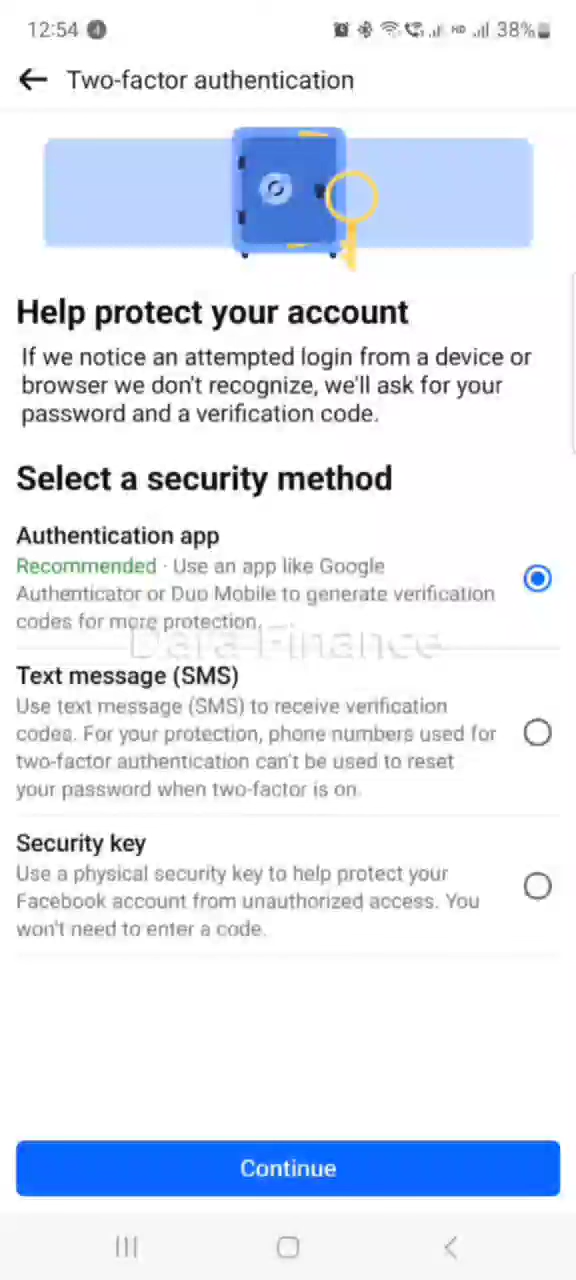 12:54 4 HD 38%
Two-factor authentication
Help protect your account
If we notice an attempted login from a device or
browser we don't recognize, we'll ask for your
password and a verification code.
Select a security method
Authentication app
Recommended · Use an app like Google
Authenticator or Duo Mobile to generate verification
codes for more protection.
Dara Finance
Text message (SMS)
Use text message (SMS) to receive verification
codes. For your protection, phone numbers used for
two-factor authentication can't be used to reset
your password when two-factor is on.
Security key
Use a physical security key to help protect your
Facebook account from unauthorized access. You
won't need to enter a code.
Continue